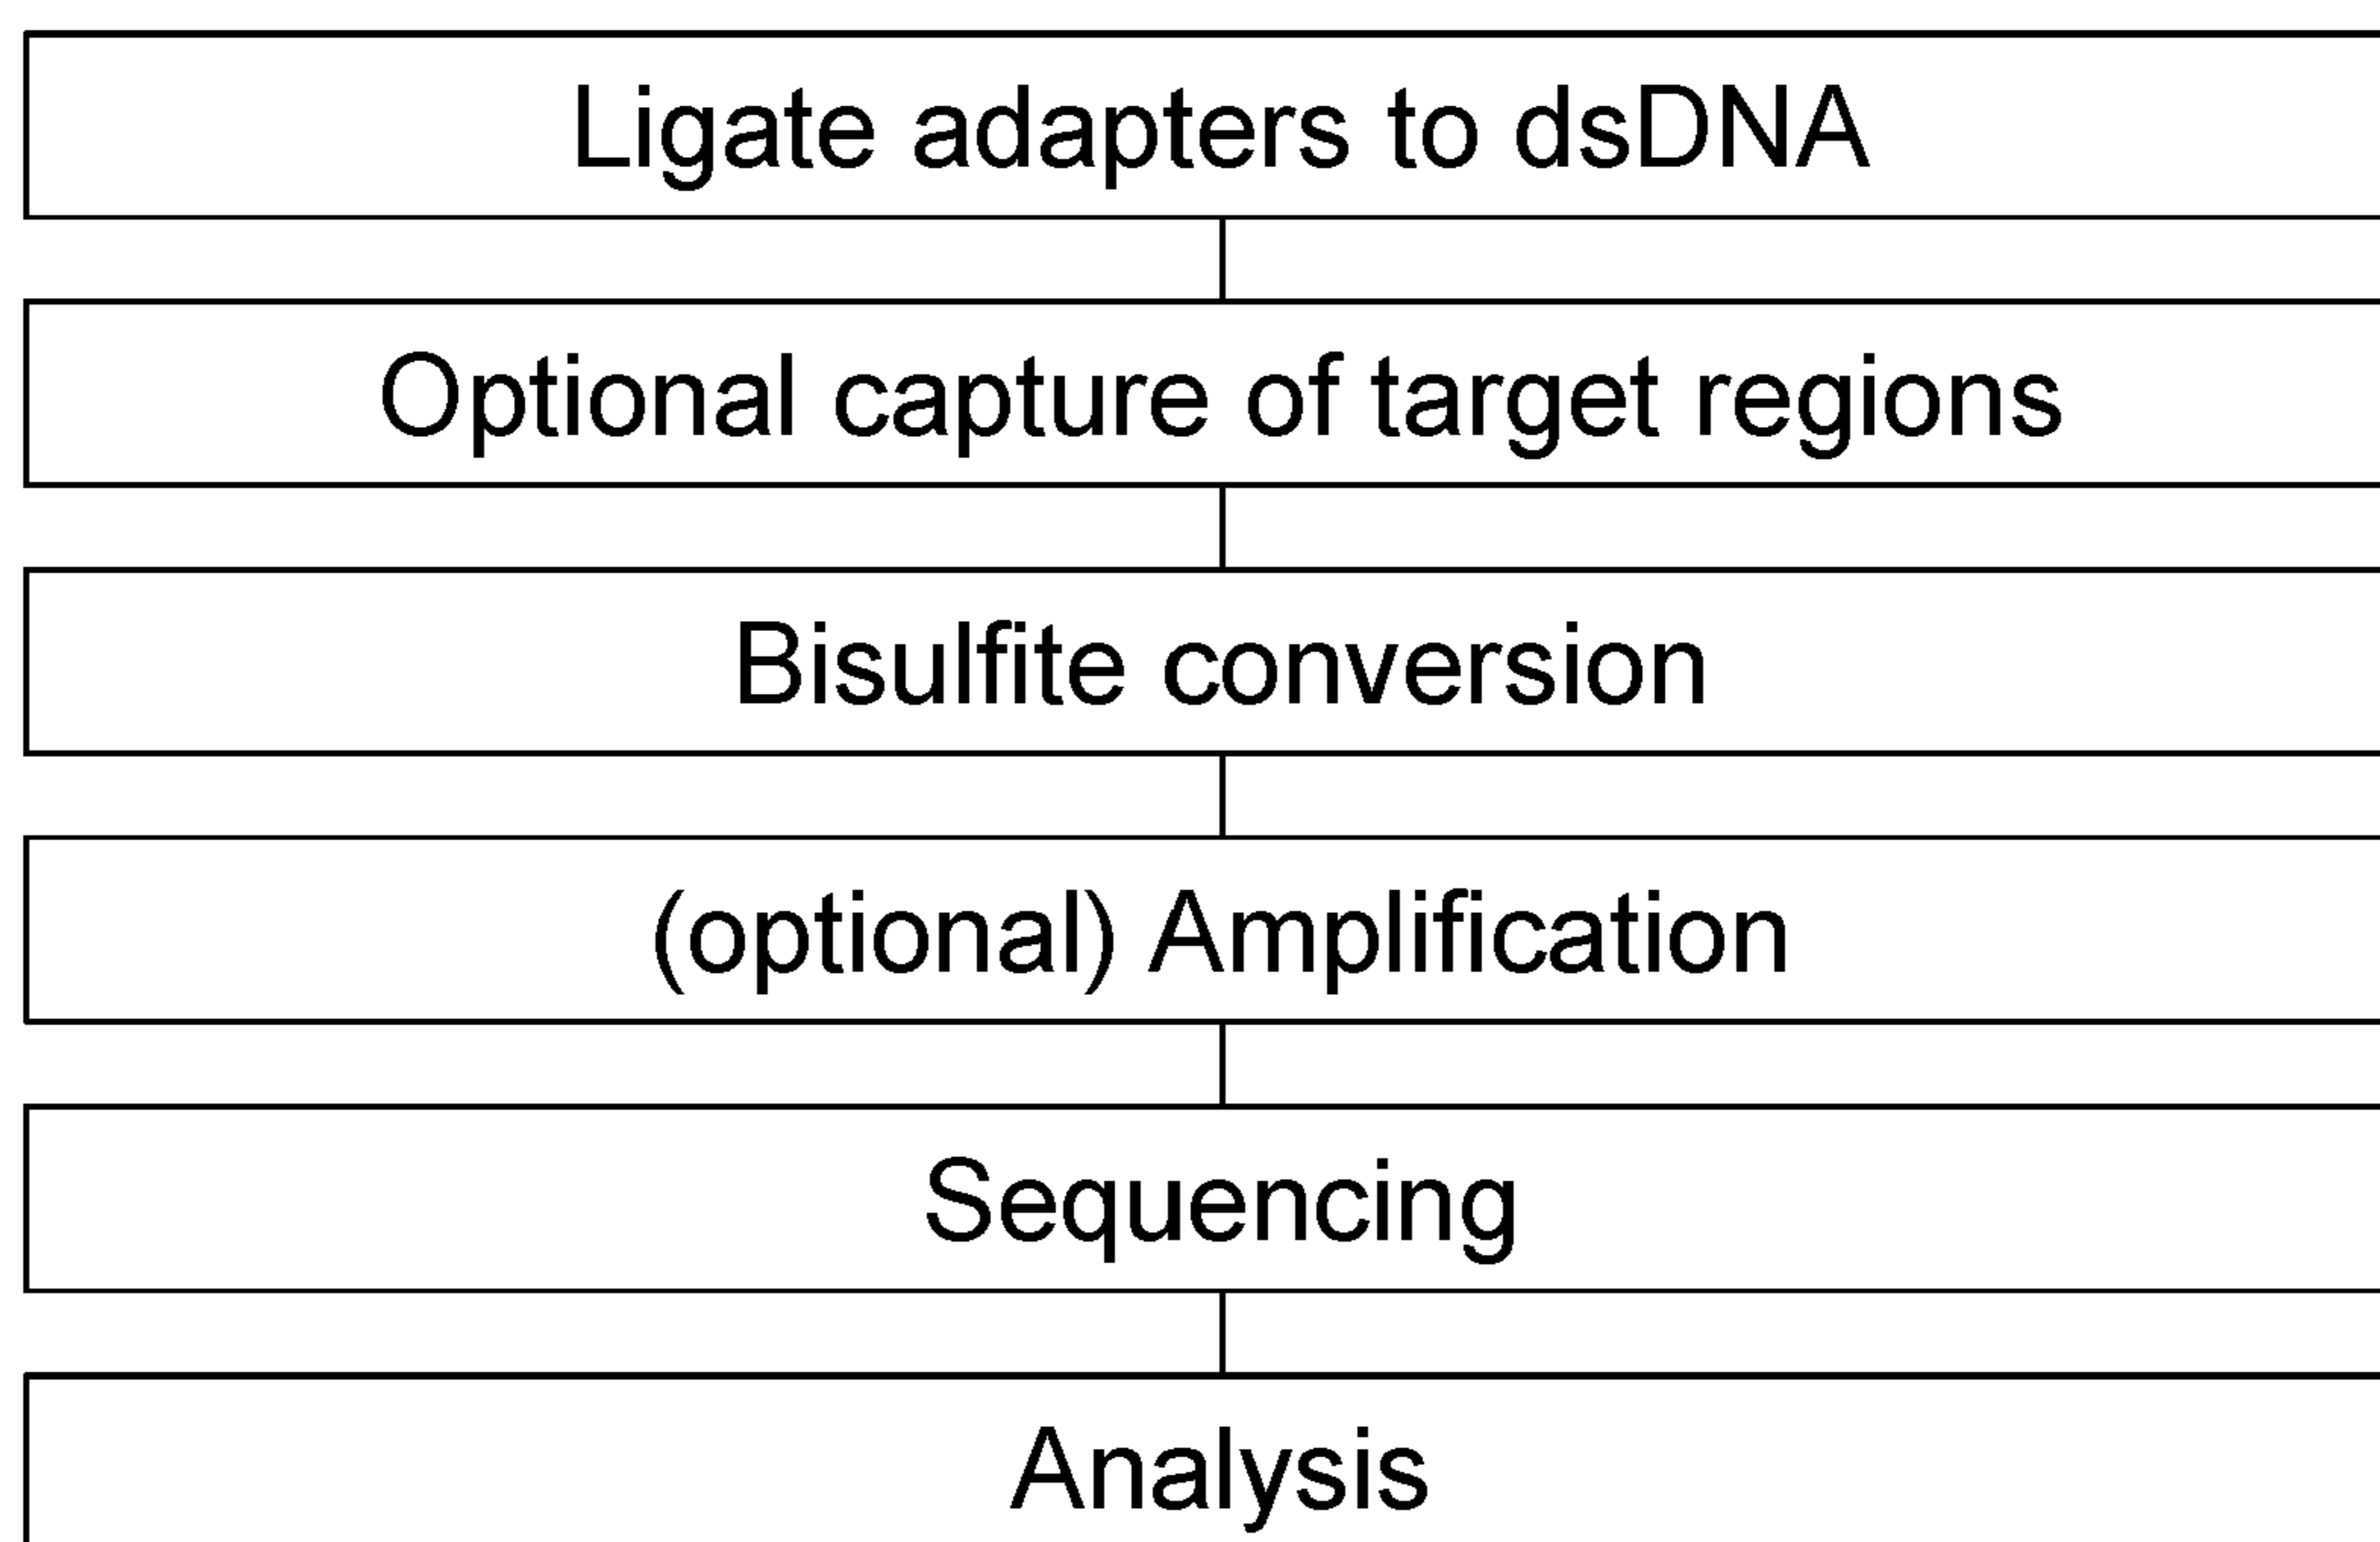 Ligate adapters to dsDNA
Optional capture of target regions
Bisulfite conversion
(optional) Amplification
Sequencing
Analysis